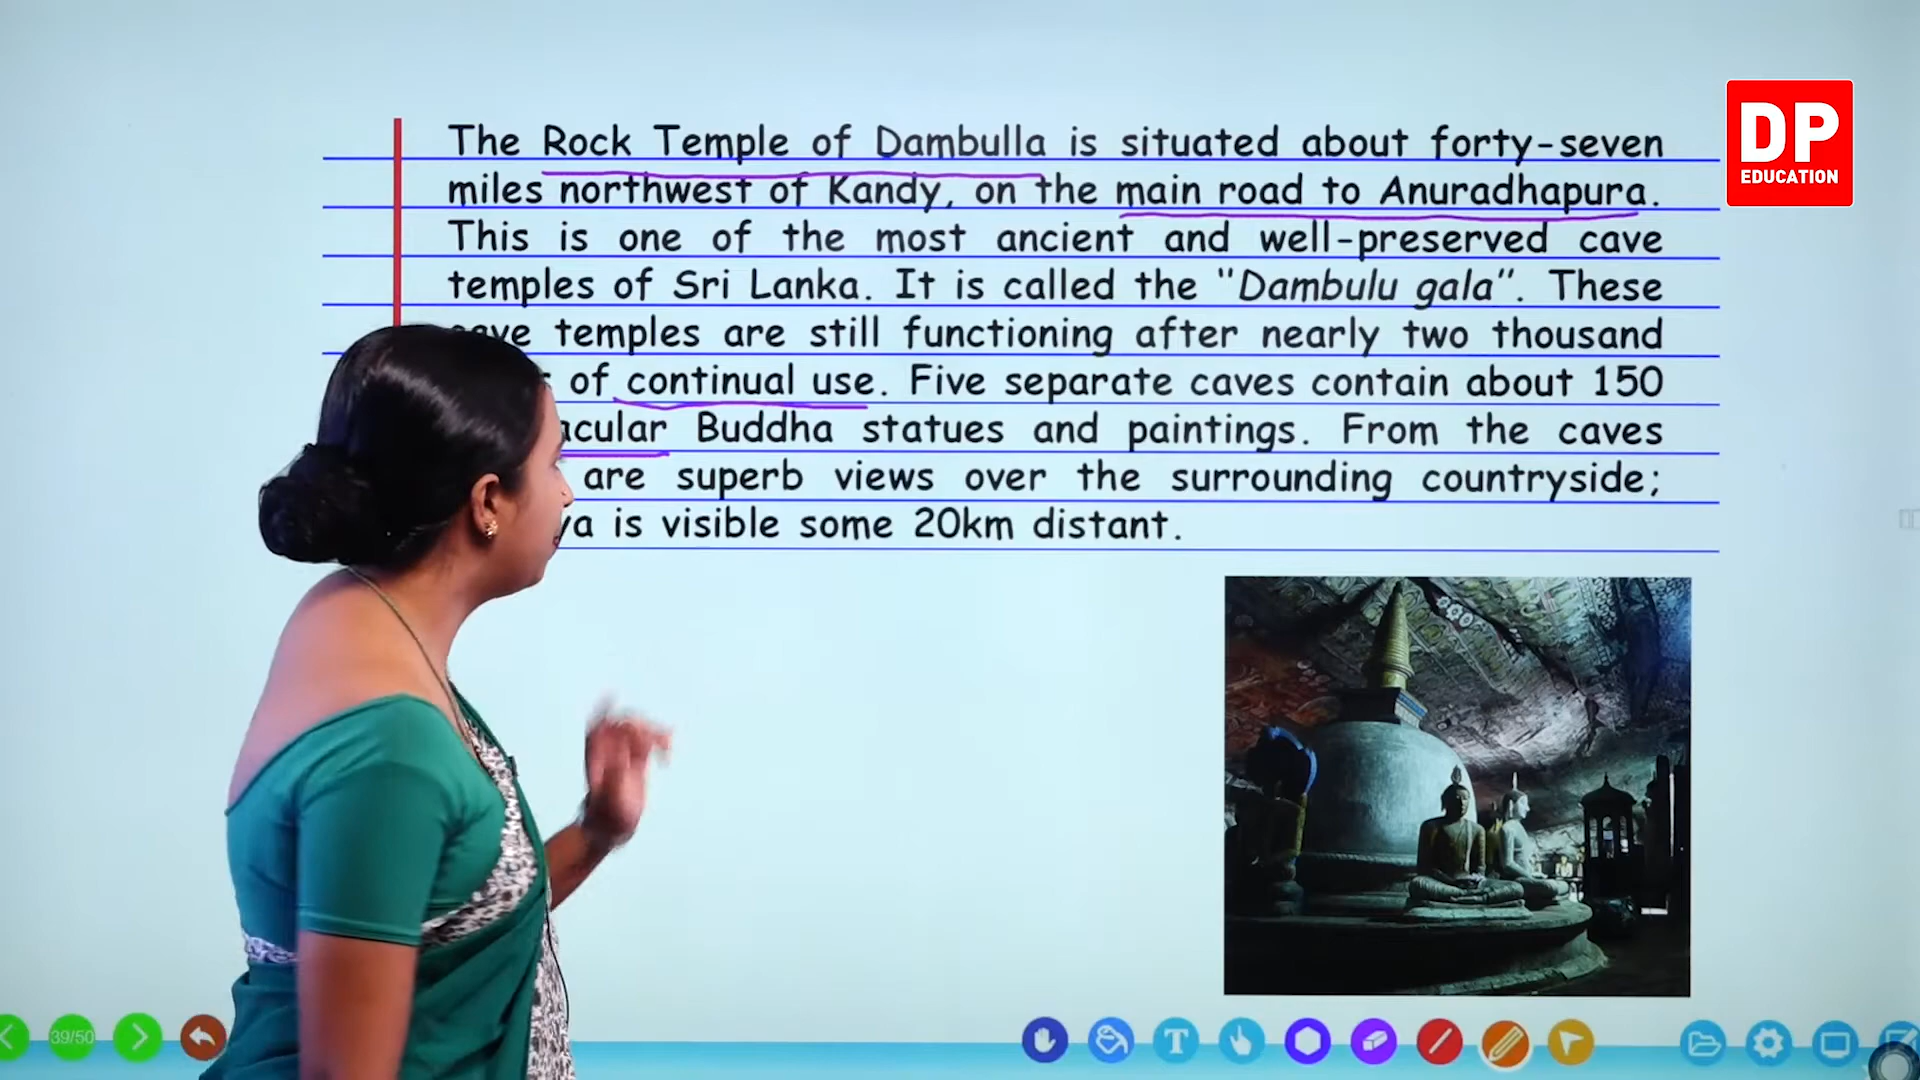 The Rock Temple of Dambulla is situated about forty-seven
miles northwest of Kandy, on the main road to Anuradhapura.
This is one of the most ancient and well-preserved cave
temples of Sri Lanka. It is called the "Dambulu gala". These
temples are still functioning after nearly two thousand
of continual use. Five separate caves contain about 150
Buddha statues and paintings. From the caves
are superb views over the surrounding countryside;
is visible some 20km distant.
DP
EDUCATION
39/50
T